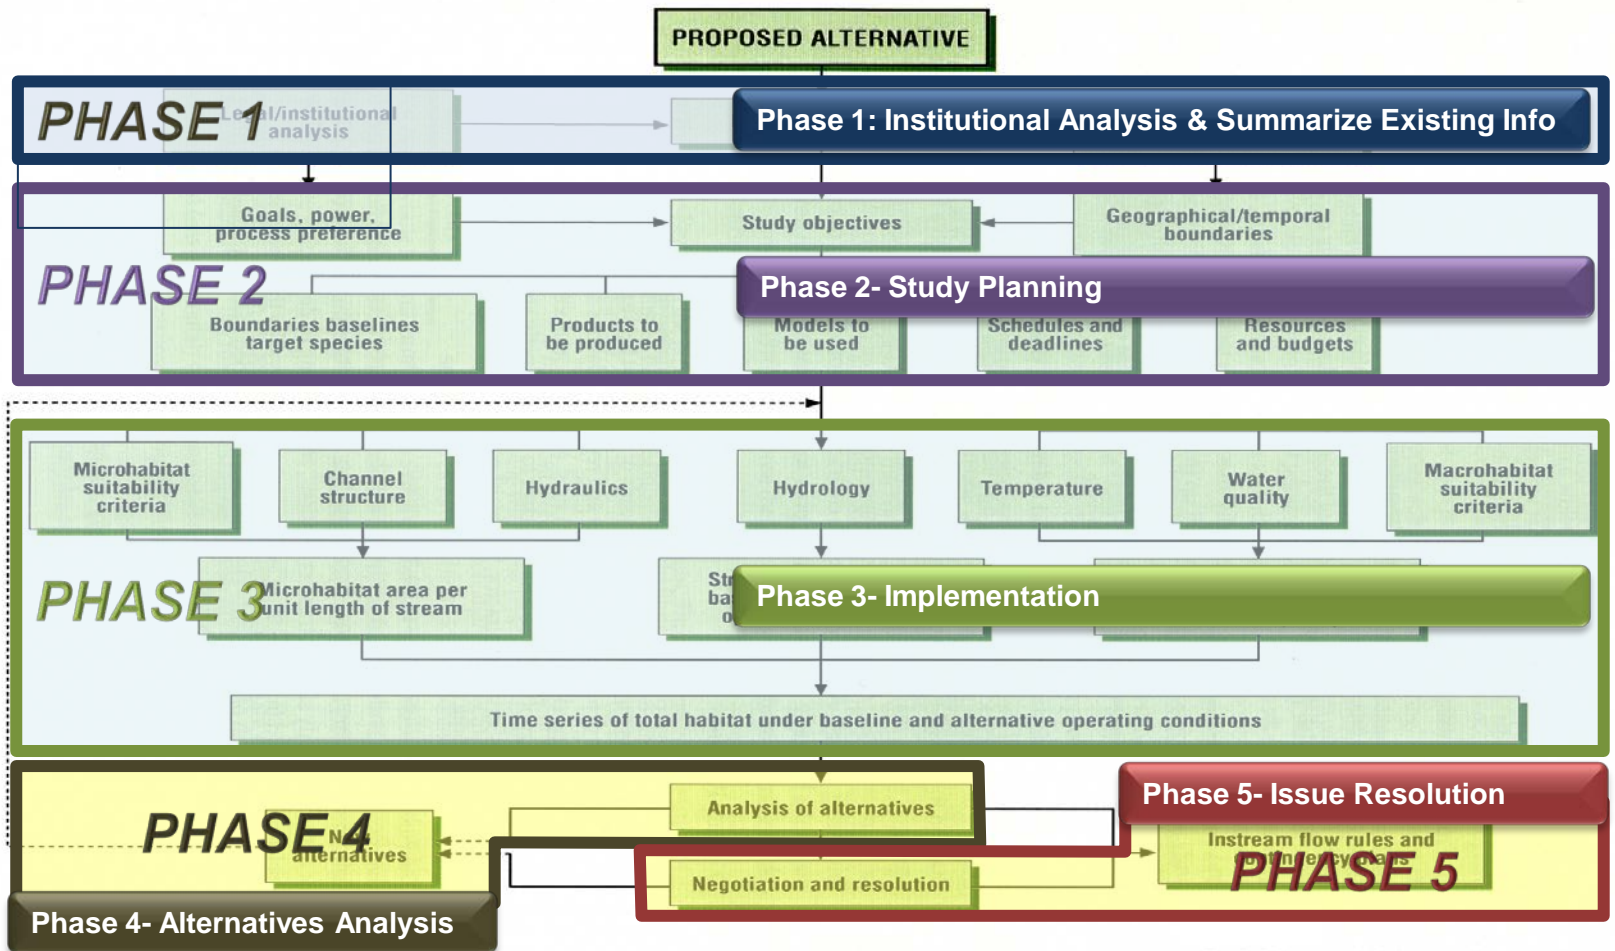 PROPOSED ALTERNATIVE
PHASE 1
Legal/institutional
analysis
Phase 1: Institutional Analysis & Summarize Existing Info
Goals, power,
process preference
Study objectives
Geographical/temporal
boundaries
PHASE 2
Phase 2- Study Planning
Boundaries baselines
target species
Products to
be produced
Models to
be used
Schedules and
deadlines
Resources
and budgets
Microhabitat
suitability
criteria
Channel
structure
Hydraulics
Hydrology
Temperature
Water
quality
Macrohabitat
suitability
criteria
PHASE 3
Microhabitat area per
unit length of stream
Phase 3- Implementation
Time series of total habitat under baseline and alternative operating conditions
Analysis of alternatives
Phase 5- Issue Resolution
PHASE 4
alternatives
Instream flow rules and
PHASE 5
Negotiation and resolution
Phase 4- Alternatives Analysis